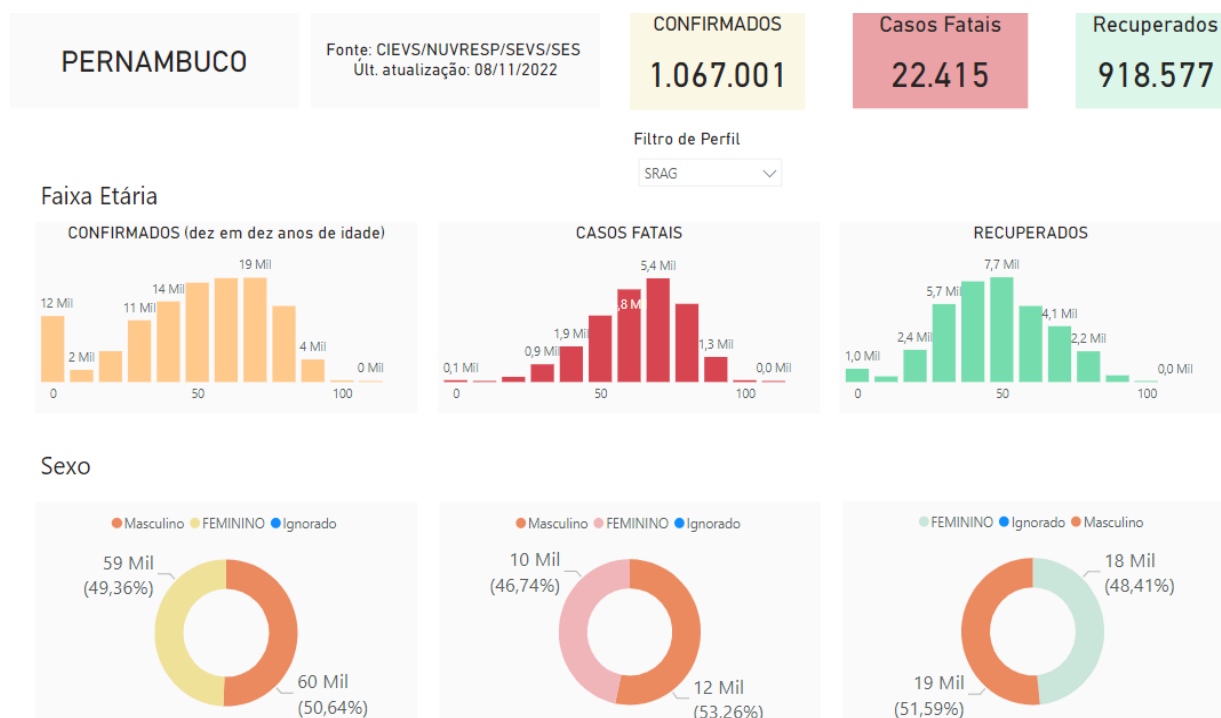 PERNAMBUCO
Fonte: CIEVS/NUVRESP/SEVS/SES
Últ. atualização: 08/11/2022
CONFIRMADOS
1.067.001
Casos Fatais
22.415
Recuperados
918.577
Filtro de Perfil
SRAG
Faixa Etária
CONFIRMADOS (dez em dez anos de idade)
12 Mil
2 Mil
11 Mil
14 Mil
19 Mil
4 Mil
0 Mil
0
50
100
CASOS FATAIS
0,1 Mil
0,9 Mil
1,9 Mil
,8 M
5,4 Mil
1,3 Mil
0,0 Mil
0
50
100
RECUPERADOS
1,0 Mil
2,4 Mil
5,7 Mil
7,7 Mil
4,1 Mil
2,2 Mil
0,0 Mil
0
50
100
Sexo
Masculino FEMININO Ignorado
59 Mil
(49,36%)
60 Mil
(50,64%)
Masculino FEMININO Ignorado
10 Mil
(46,74%)
12 Mil
(53,26%)
FEMININO Ignorado Masculino
18 Mil
(48,41%)
19 Mil
(51,59%)